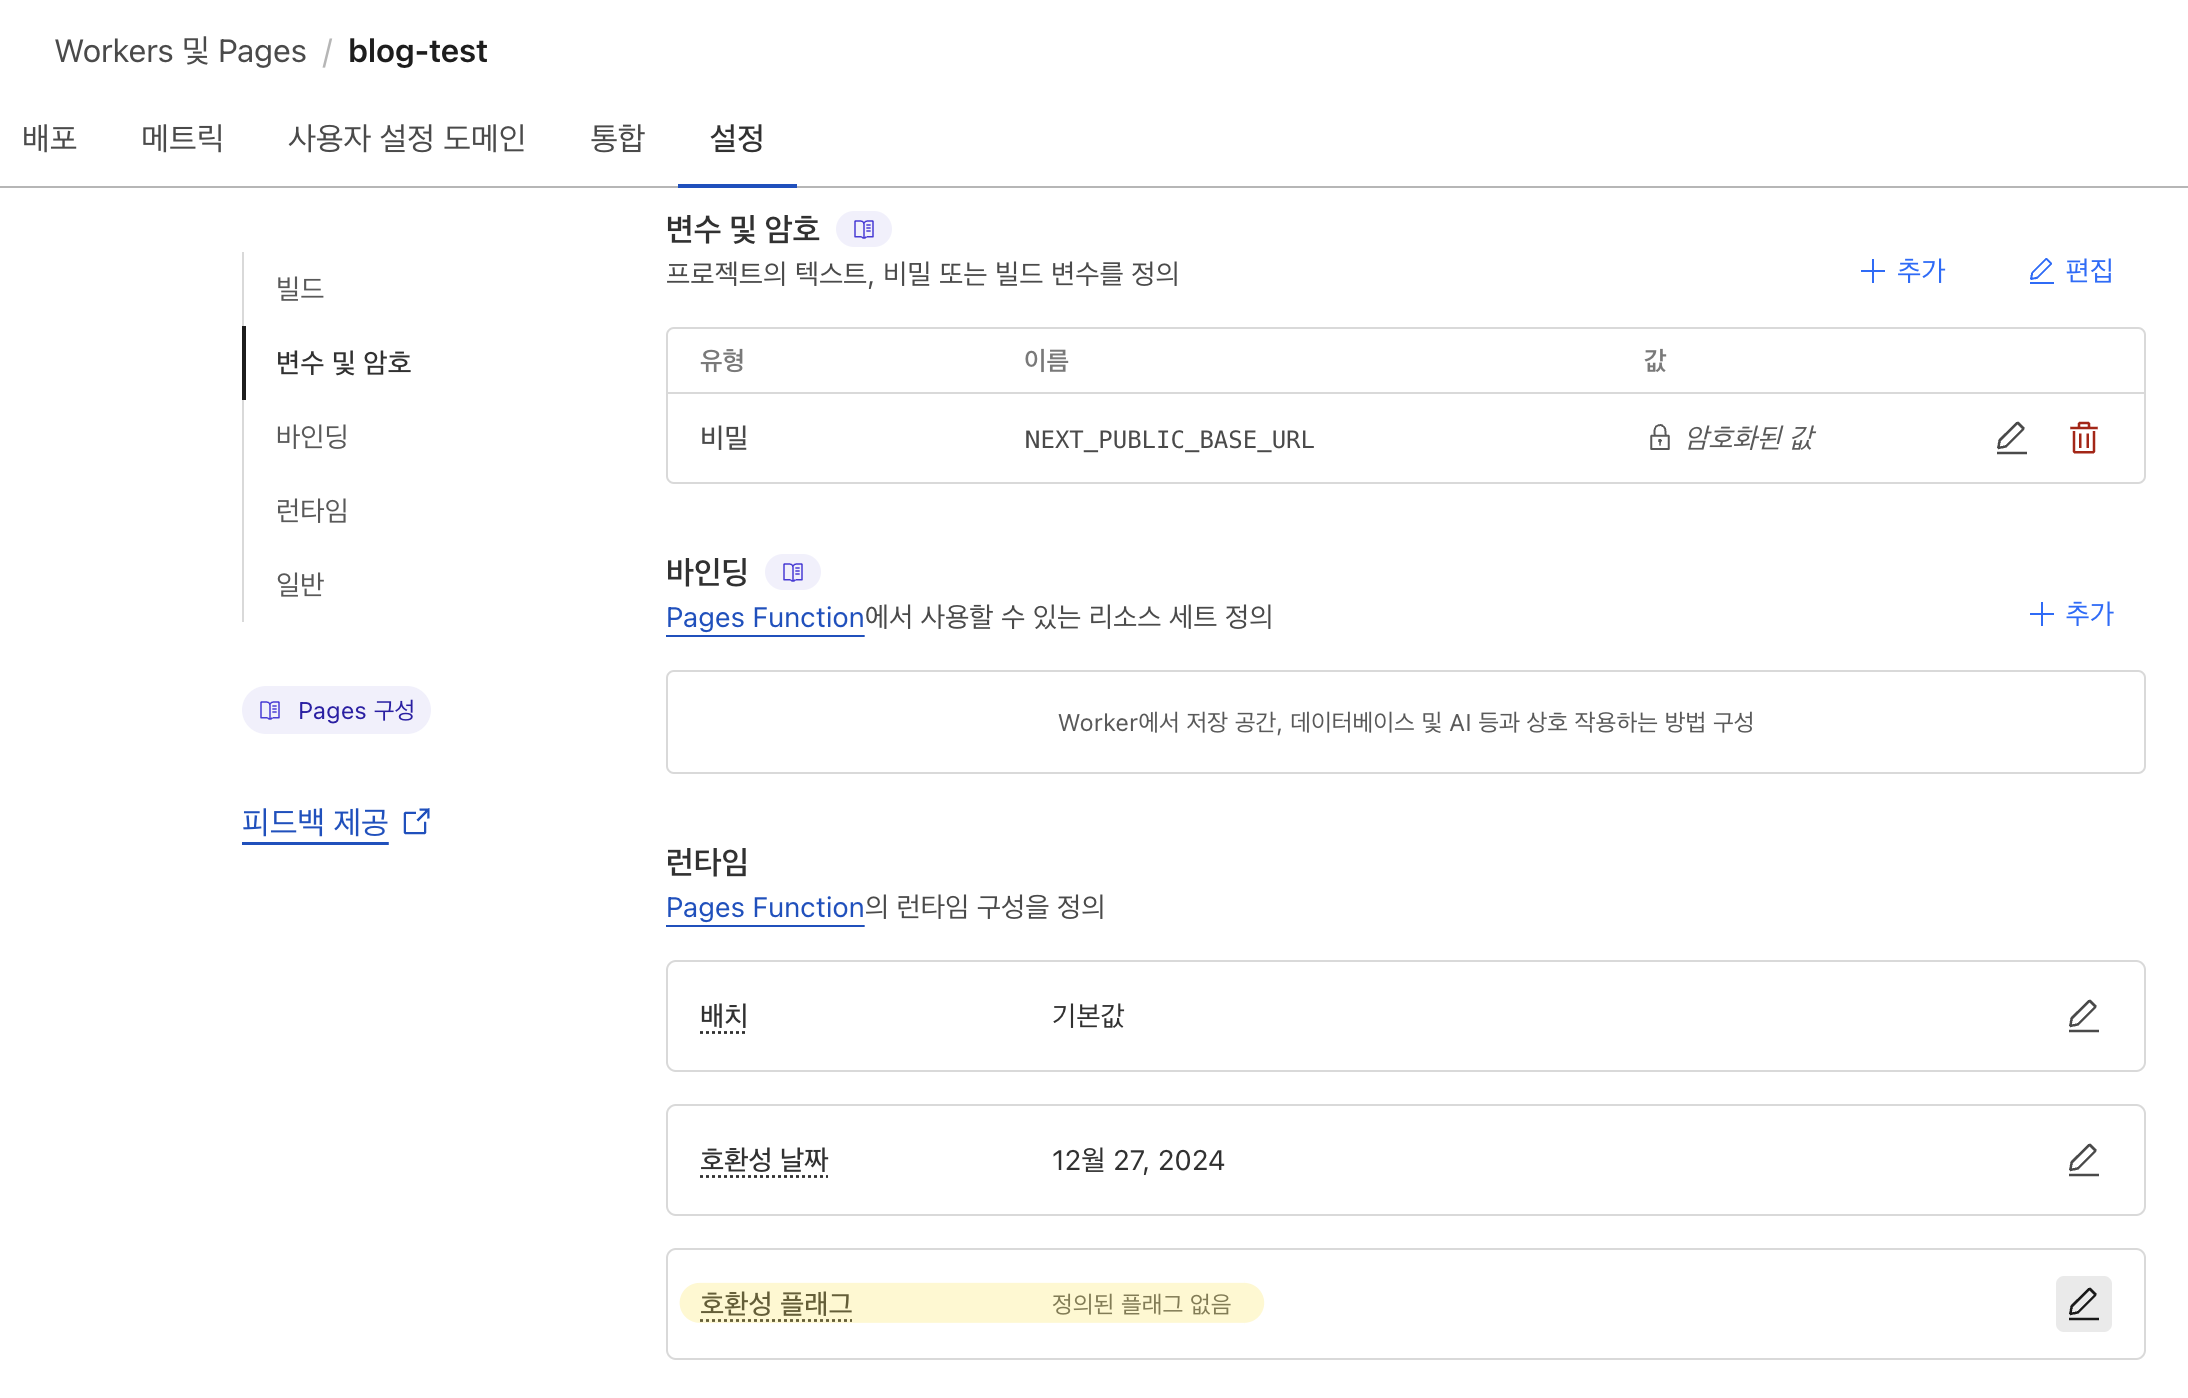 Workers 및 Pages / blog-test
배포 메트릭 사용자 설정 도메인 통합 설정
빌드
변수 및 암호
바인딩
런타임
일반
Pages 구성
피드백 제공
변수 및 암호
프로젝트의 텍스트, 비밀 또는 빌드 변수를 정의
추가 편집
유형 이름 값
비밀 NEXT_PUBLIC_BASE_URL 암호화된 값
바인딩
Pages Function에서 사용할 수 있는 리소스 세트 정의
추가
Worker에서 저장 공간, 데이터베이스 및 AI 등과 상호 작용하는 방법 구성
런타임
Pages Function의 런타임 구성을 정의
배치 기본값
호환성 날짜 12월 27, 2024
호환성 플래그 정의된 플래그 없음